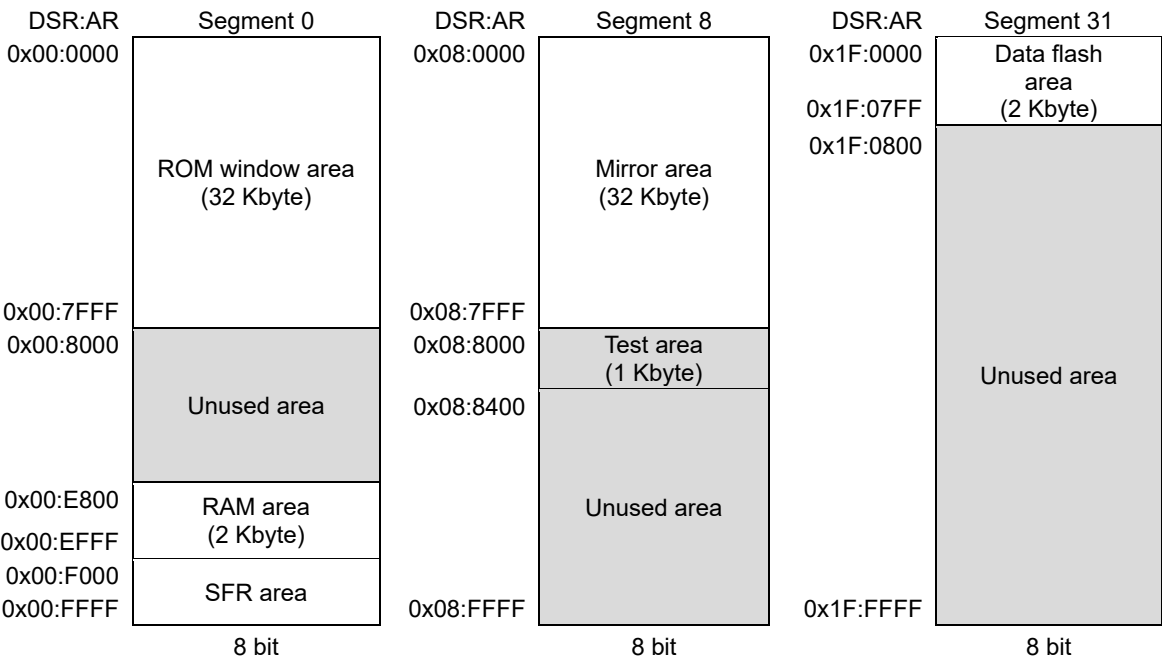 DSR:AR Segment 0
0x00:0000
ROM window area
(32 Kbyte)
0x00:7FFF
0x00:8000
Unused area
0x00:E800
RAM area
(2 Kbyte)
0x00:EFFF
0x00:F000
SFR area
0x00:FFFF
8 bit
DSR:AR Segment 8
0x08:0000
Mirror area
(32 Kbyte)
0x08:7FFF
0x08:8000
Test area
(1 Kbyte)
0x08:8400
Unused area
0x08:FFFF
8 bit
DSR:AR Segment 31
0x1F:0000
Data flash
area
(2 Kbyte)
0x1F:07FF
0x1F:0800
Unused area
0x1F:FFFF
8 bit